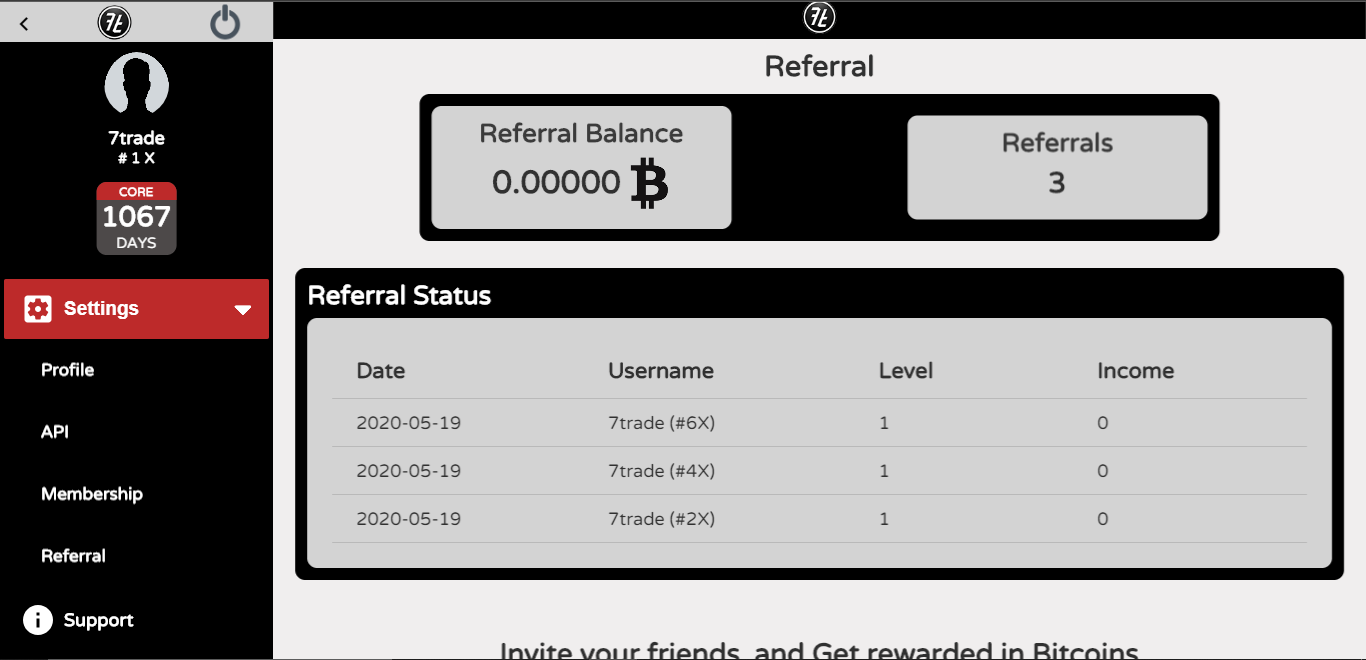 7t
7t
7trade
# 1 X
CORE
1067
DAYS
Settings
Profile
API
Membership
Referral
Support
Referral
Referral Balance
0.00000
Referrals
3
Referral Status
Date Username Level Income
2020-05-19 7trade (#6X) 1 0
2020-05-19 7trade (#4X) 1 0
2020-05-19 7trade (#2X) 1 0
Invite your friends, and Get rewarded in Bitcoins